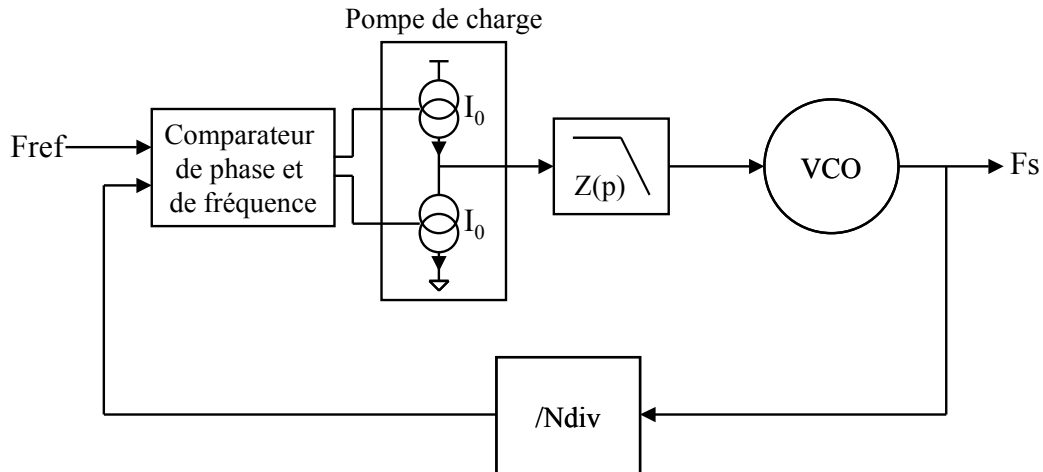 Pompe de charge
I0
Fref
Comparateur
de phase et
de fréquence
I0
Z(p)
VCO
Fs
/Ndiv